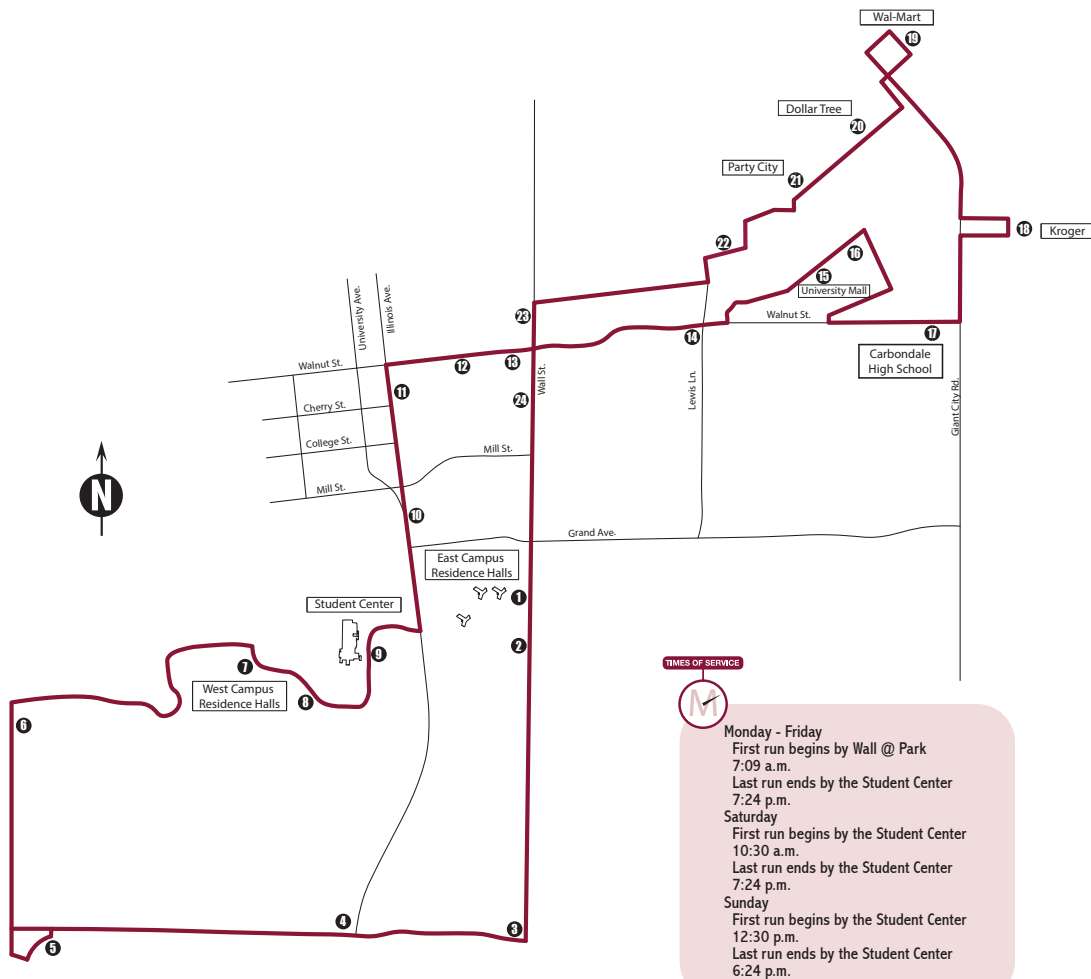 Wal-Mart
19
Dollar Tree
20
Party City
21
22
18
Kroger
16
15
University Mall
23
Walnut St.
14
17
Carbondale
High School
University Ave.
Illinois Ave.
Walnut St.
12
13
11
24
Wall St.
Lewis Ln.
Giant City Rd.
Cherry St.
College St.
Mill St.
Mill St.
N
10
Grand Ave.
East Campus
Residence Halls
1
Student Center
2
9
7
West Campus
Residence Halls
8
6
4
3
5
TIMES OF SERVICE
M
Monday - Friday
First run begins by Wall @ Park
7:09 a.m.
Last run ends by the Student Center
7:24 p.m.
Saturday
First run begins by the Student Center
10:30 a.m.
Last run ends by the Student Center
7:24 p.m.
Sunday
First run begins by the Student Center
12:30 p.m.
Last run ends by the Student Center
6:24 p.m.